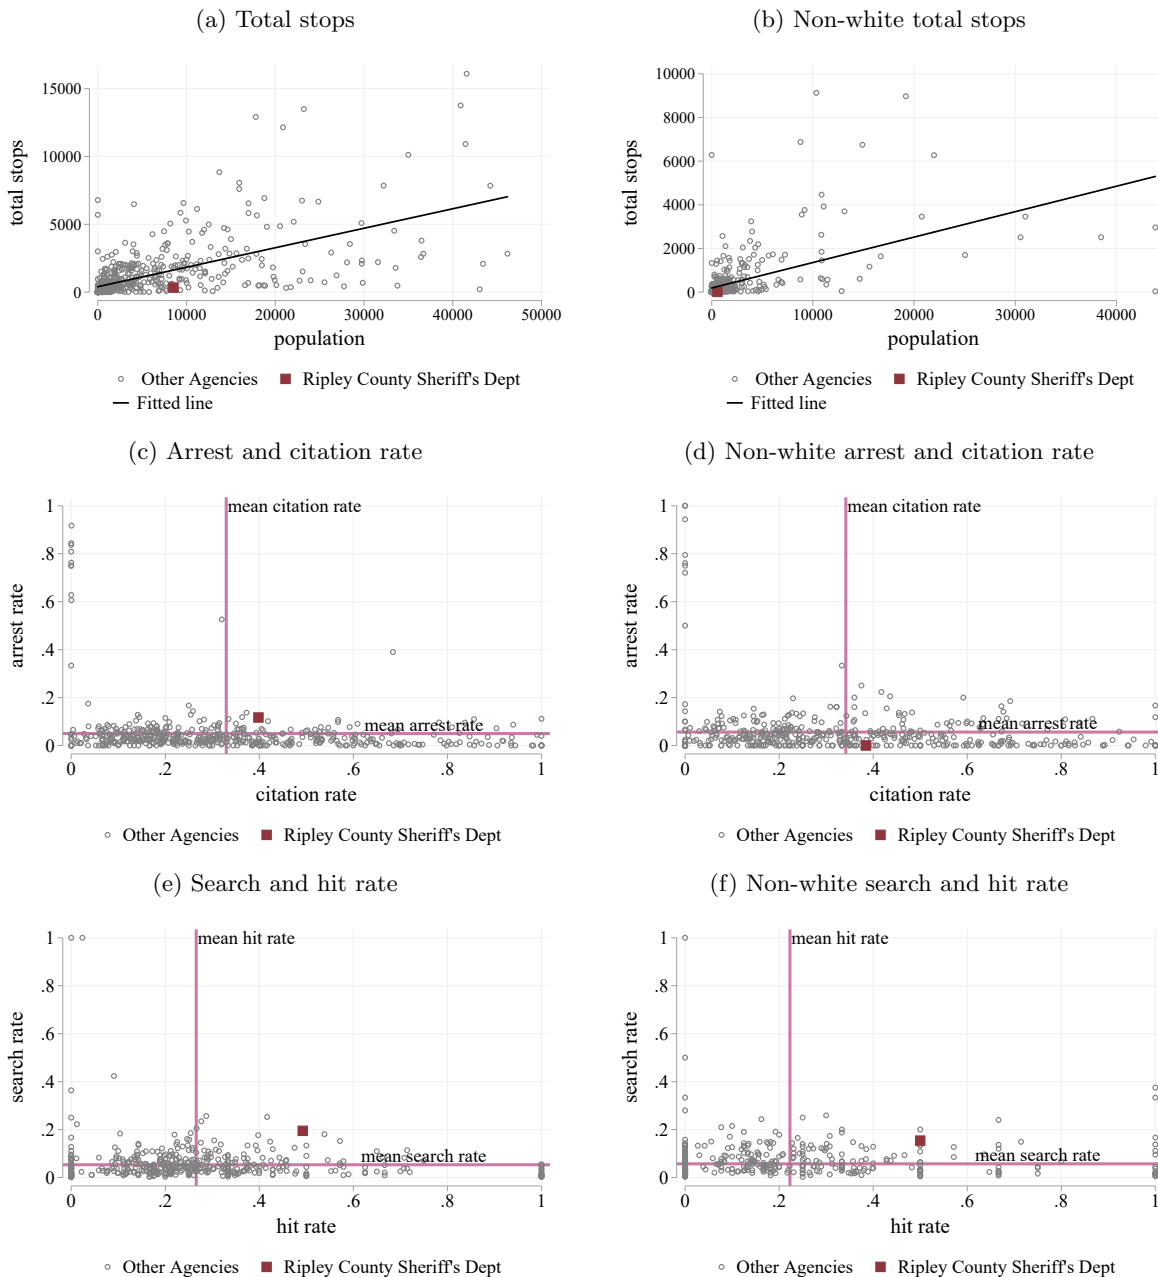 (a) Total stops
(b) Non-white total stops
total stops
15000
10000
5000
0
0 10000 20000 30000 40000 50000
population
Other Agencies Ripley County Sheriff's Dept
Fitted line
total stops
10000
8000
6000
4000
2000
0
0 10000 20000 30000 40000
population
Other Agencies Ripley County Sheriff's Dept
Fitted line
(c) Arrest and citation rate
(d) Non-white arrest and citation rate
arrest rate
1
.8
.6
.4
.2
0
mean citation rate
mean arrest rate
0 .2 .4 .6 .8 1
citation rate
Other Agencies Ripley County Sheriff's Dept
arrest rate
1
.8
.6
.4
.2
0
mean citation rate
mean arrest rate
0 .2 .4 .6 .8 1
citation rate
Other Agencies Ripley County Sheriff's Dept
(e) Search and hit rate
(f) Non-white search and hit rate
search rate
1
.8
.6
.4
.2
0
mean hit rate
mean search rate
0 .2 .4 .6 .8 1
hit rate
Other Agencies Ripley County Sheriff's Dept
search rate
1
.8
.6
.4
.2
0
mean hit rate
mean search rate
0 .2 .4 .6 .8 1
hit rate
Other Agencies Ripley County Sheriff's Dept